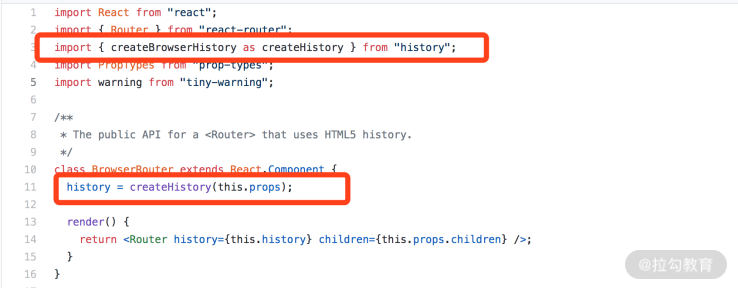 1 import React from "react";
2 import { Router } from "react-router";
3 import { createBrowserHistory as createHistory } from "history";
4 import PropTypes from "prop-types";
5 import warning from "tiny-warning";
6
7 /**
8  * The public API for a <Router> that uses HTML5 history.
9  */
10 class BrowserRouter extends React.Component {
11   history = createHistory(this.props);
12
13   render() {
14     return <Router history={this.history} children={this.props.children} />;
15   }
16 }
@拉勾教育